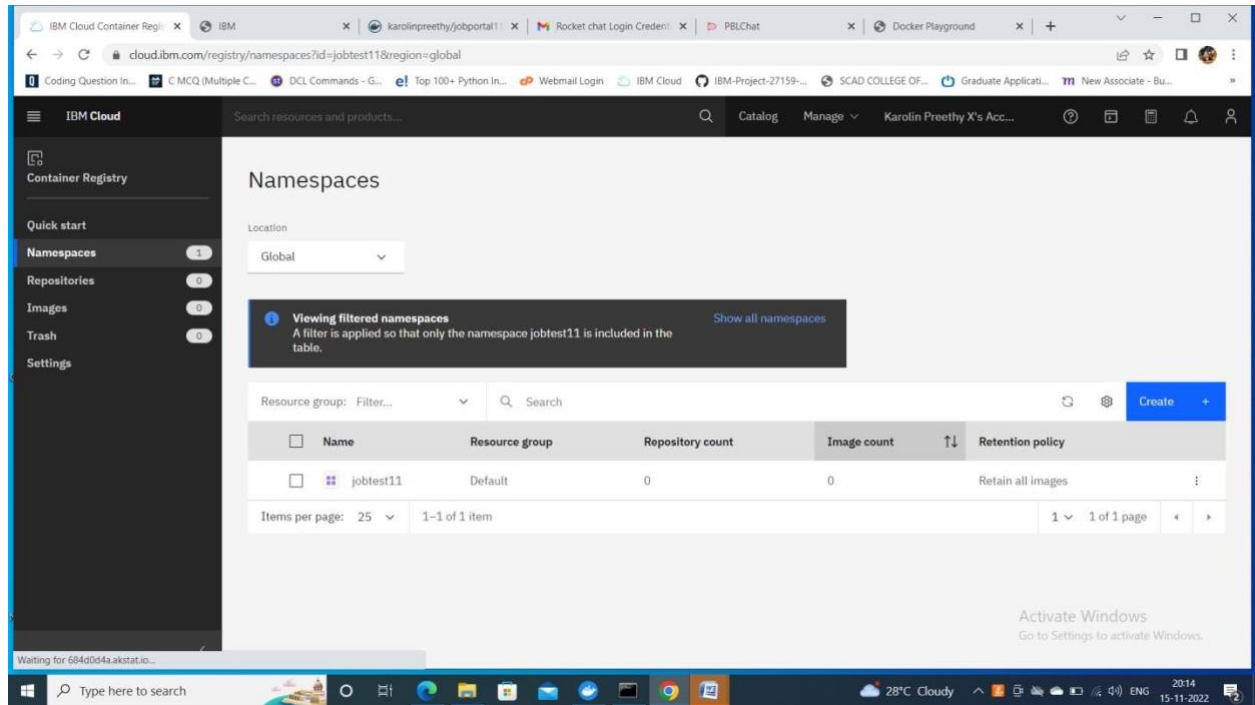 IBM Cloud Container Regi
IBM
karolinpreethy/jobportal1
Rocket chat Login Credent
PBLChat
Docker Playground
cloud.ibm.com/registry/namespaces?id=jobtest11&region=global
Coding Question In...
C MCQ (Multiple C...
DCL Commands - G...
Top 100+ Python In...
Webmail Login
IBM Cloud
IBM-Project-27159-...
SCAD COLLEGE OF...
Graduate Applicati...
New Associate - Bu...
IBM Cloud
Search resources and products...
Catalog
Manage
Karolin Preethy X's Acc...
Container Registry
Quick start
Namespaces 1
Repositories 0
Images 0
Trash 0
Settings
Namespaces
Location
Global
Viewing filtered namespaces
Show all namespaces
A filter is applied so that only the namespace jobtest11 is included in the
table.
Resource group: Filter...
Search
Create +
Name Resource group Repository count Image count Retention policy
jobtest11 Default 0 0 Retain all images
Items per page: 25 1–1 of 1 item
1 1 of 1 page
Activate Windows
Go to Settings to activate Windows.
Waiting for 684d0d4a.akstat.io...
Type here to search
28°C Cloudy
ENG
20:14
15-11-2022
2